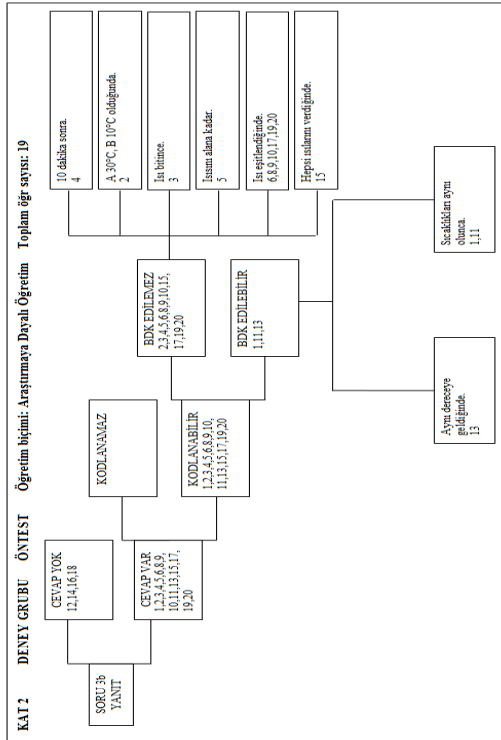 KAT 2 DENEY GRUBU ÖNTEST Öğretim biçimi: Araştırmaya Dayalı Öğretim Toplam öğr sayısı: 19
SORU 3b
YANIT
CEVAP YOK
12,14,16,18
CEVAP VAR
1,2,3,4,5,6,8,9,
10,11,13,15,17,
19,20
KODLANAMAZ
KODLANABİLİR
1,2,3,4,5,6,8,9,10,
11,13,15,17,19,20
BDK EDİLEMEZ
2,3,4,5,6,8,9,10,15,
17,19,20
BDK EDİLEBİLİR
1,11,13
10 dakika sonra.
4
A 30°C, B 10°C olduğunda.
2
Isı bitince.
3
Isısını alana kadar.
5
Isı eşitlendiğinde.
6,8,9,10,17,19,20
Hepsi ısılarını verdiğinde.
15
Aynı dereceye
geldiğinde.
13
Sıcaklıkları aynı
olunca.
1,11